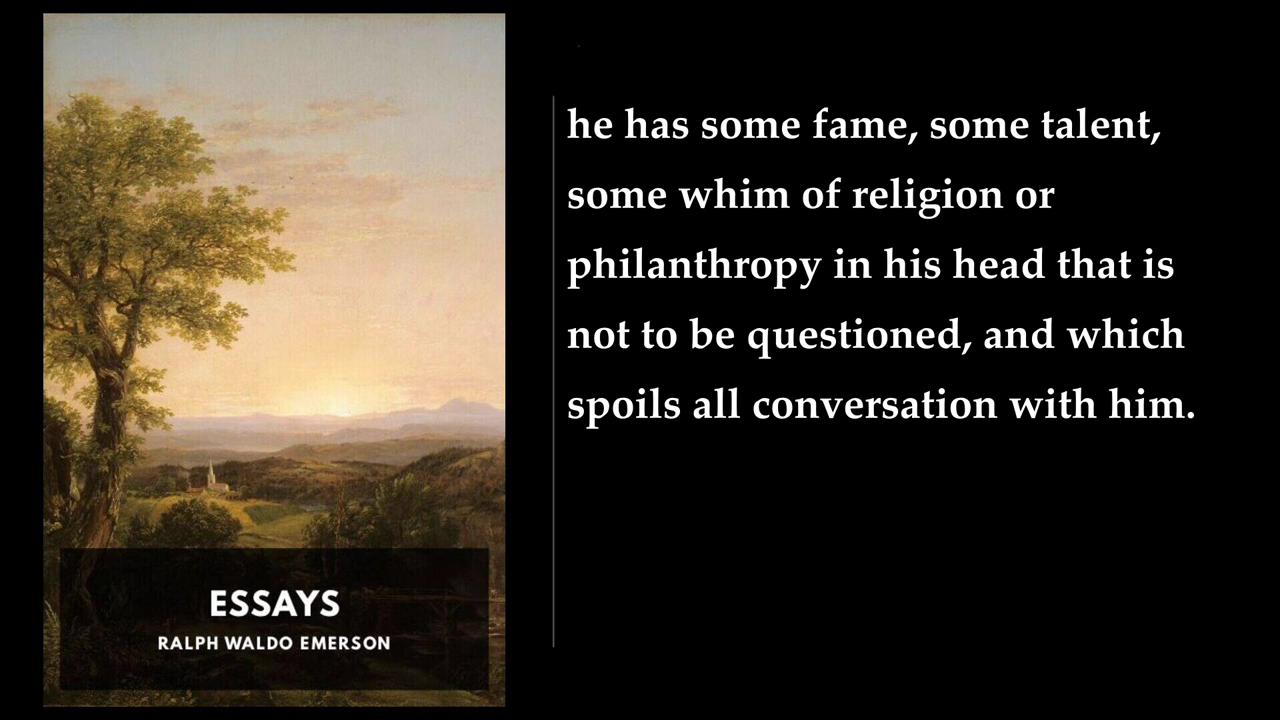 he has some fame, some talent,
some whim of religion or
philanthropy in his head that is
not to be questioned, and which
spoils all conversation with him.
ESSAYS
RALPH WALDO EMERSON